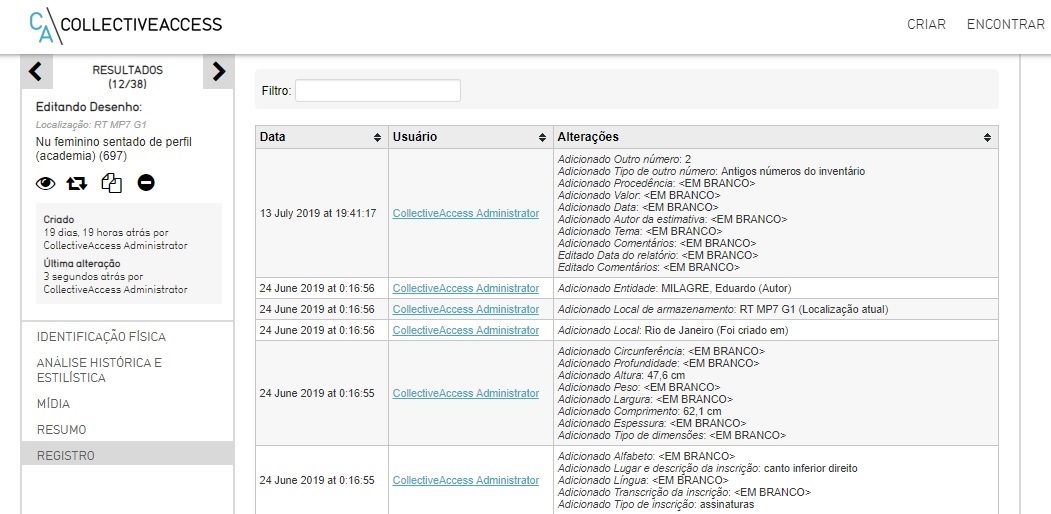 CA COLLECTIVEACCESS
CRIAR ENCONTRAR
RESULTADOS
(12/38)
Editando Desenho:
Localização: RT MP7 G1
Nu feminino sentado de perfil
(academia) (697)
Criado
19 dias, 19 horas atrás por
CollectiveAccess Administrator
Última alteração
3 segundos atrás por
CollectiveAccess Administrator
IDENTIFICAÇÃO FÍSICA
ANÁLISE HISTÓRICA E
ESTILÍSTICA
MÍDIA
RESUMO
REGISTRO
Filtro:
Data Usuário Alterações
13 July 2019 at 19:41:17 CollectiveAccess Administrator
Adicionado Outro número: 2
Adicionado Tipo de outro número: Antigos números do inventário
Adicionado Procedência: <EM BRANCO>
Adicionado Valor: <EM BRANCO>
Adicionado Data: <EM BRANCO>
Adicionado Autor da estimativa: <EM BRANCO>
Adicionado Tema: <EM BRANCO>
Adicionado Comentários: <EM BRANCO>
Editado Data do relatório: <EM BRANCO>
Editado Comentários: <EM BRANCO>
24 June 2019 at 0:16:56 CollectiveAccess Administrator Adicionado Entidade: MILAGRE, Eduardo (Autor)
24 June 2019 at 0:16:56 CollectiveAccess Administrator Adicionado Local de armazenamento: RT MP7 G1 (Localização atual)
24 June 2019 at 0:16:56 CollectiveAccess Administrator Adicionado Local: Rio de Janeiro (Foi criado em)
24 June 2019 at 0:16:55 CollectiveAccess Administrator
Adicionado Circunferência: <EM BRANCO>
Adicionado Profundidade: <EM BRANCO>
Adicionado Altura: 47,6 cm
Adicionado Peso: <EM BRANCO>
Adicionado Largura: <EM BRANCO>
Adicionado Comprimento: 62,1 cm
Adicionado Espessura: <EM BRANCO>
Adicionado Tipo de dimensões: <EM BRANCO>
24 June 2019 at 0:16:55 CollectiveAccess Administrator
Adicionado Alfabeto: <EM BRANCO>
Adicionado Lugar e descrição da inscrição: canto inferior direito
Adicionado Língua: <EM BRANCO>
Adicionado Transcrição da inscrição: <EM BRANCO>
Adicionado Tipo de inscrição: assinaturas